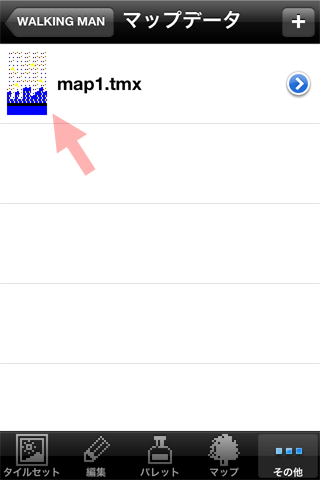 WALKING MAN
マップデータ
+
map1.tmx
タイルセット
編集
パレット
マップ
その他